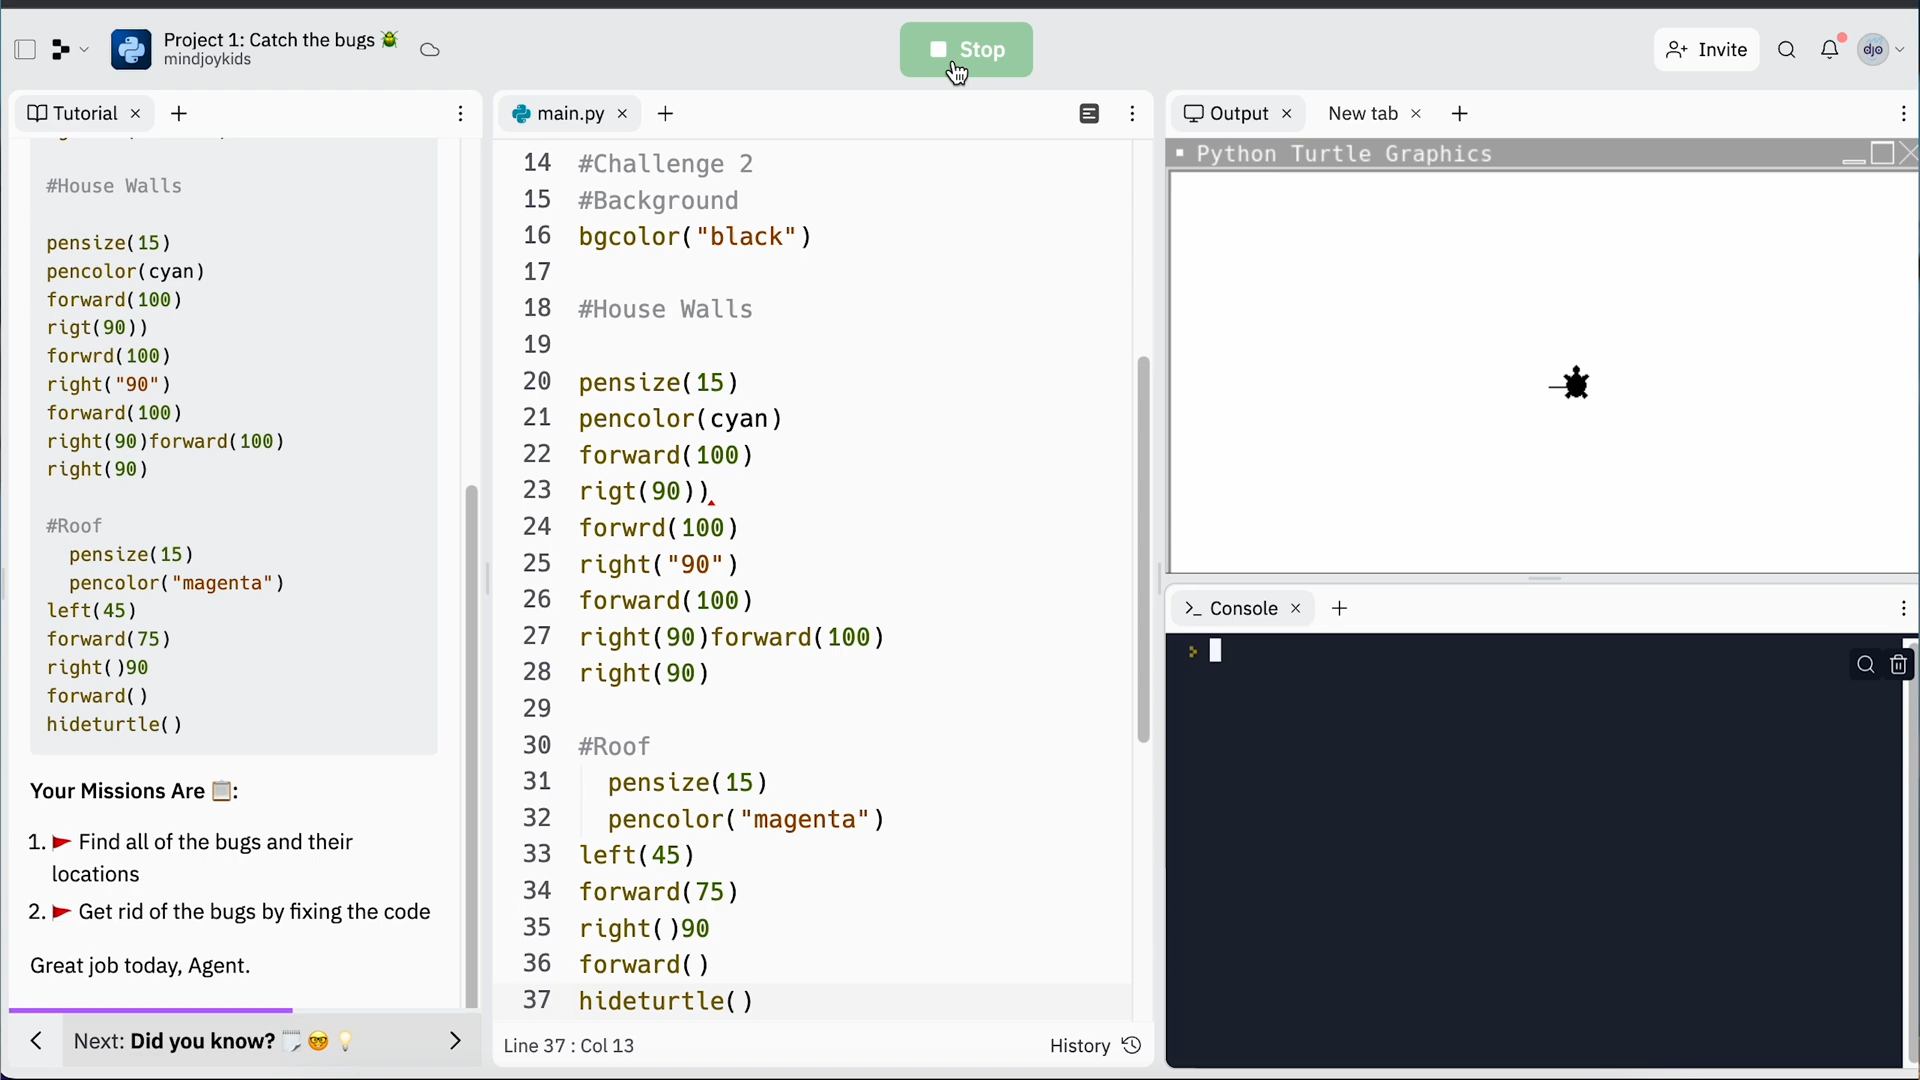 Project 1: Catch the bugs 🪲
mindjoykids
Stop
Invite
djo
Tutorial
#House Walls
pensize(15)
pencolor(cyan)
forward(100)
rigt(90))
forwrd(100)
right("90")
forward(100)
right(90)forward(100)
right(90)
#Roof
pensize(15)
pencolor("magenta")
left(45)
forward(75)
right()90
forward()
hideturtle()
Your Missions Are 📋:
1. 🚩 Find all of the bugs and their
locations
2. 🚩 Get rid of the bugs by fixing the code
Great job today, Agent.
Next: Did you know? 🗒️ 🤓 💡
main.py
14 #Challenge 2
15 #Background
16 bgcolor("black")
17
18 #House Walls
19
20 pensize(15)
21 pencolor(cyan)
22 forward(100)
23 rigt(90))
24 forwrd(100)
25 right("90")
26 forward(100)
27 right(90)forward(100)
28 right(90)
29
30 #Roof
31 pensize(15)
32 pencolor("magenta")
33 left(45)
34 forward(75)
35 right()90
36 forward()
37 hideturtle()
Line 37 : Col 13
History
Output
New tab
Python Turtle Graphics
Console